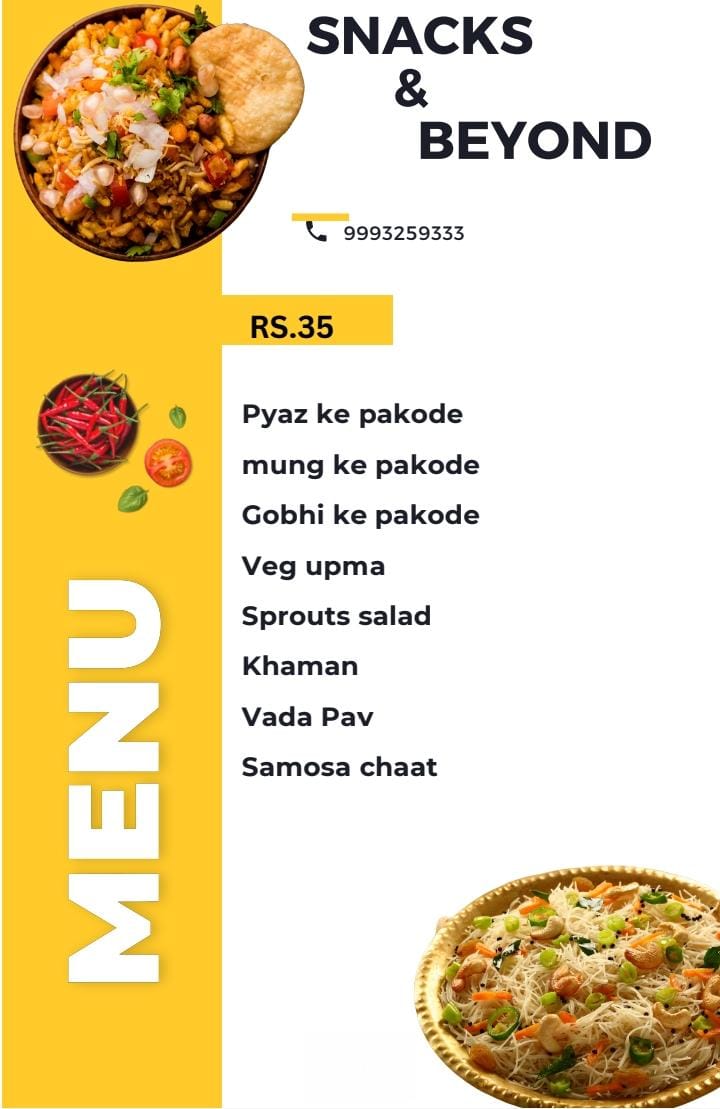 SNACKS
&
BEYOND
9993259333
RS.35
Pyaz ke pakode
mung ke pakode
Gobhi ke pakode
Veg upma
Sprouts salad
Khaman
Vada Pav
Samosa chaat
MENU